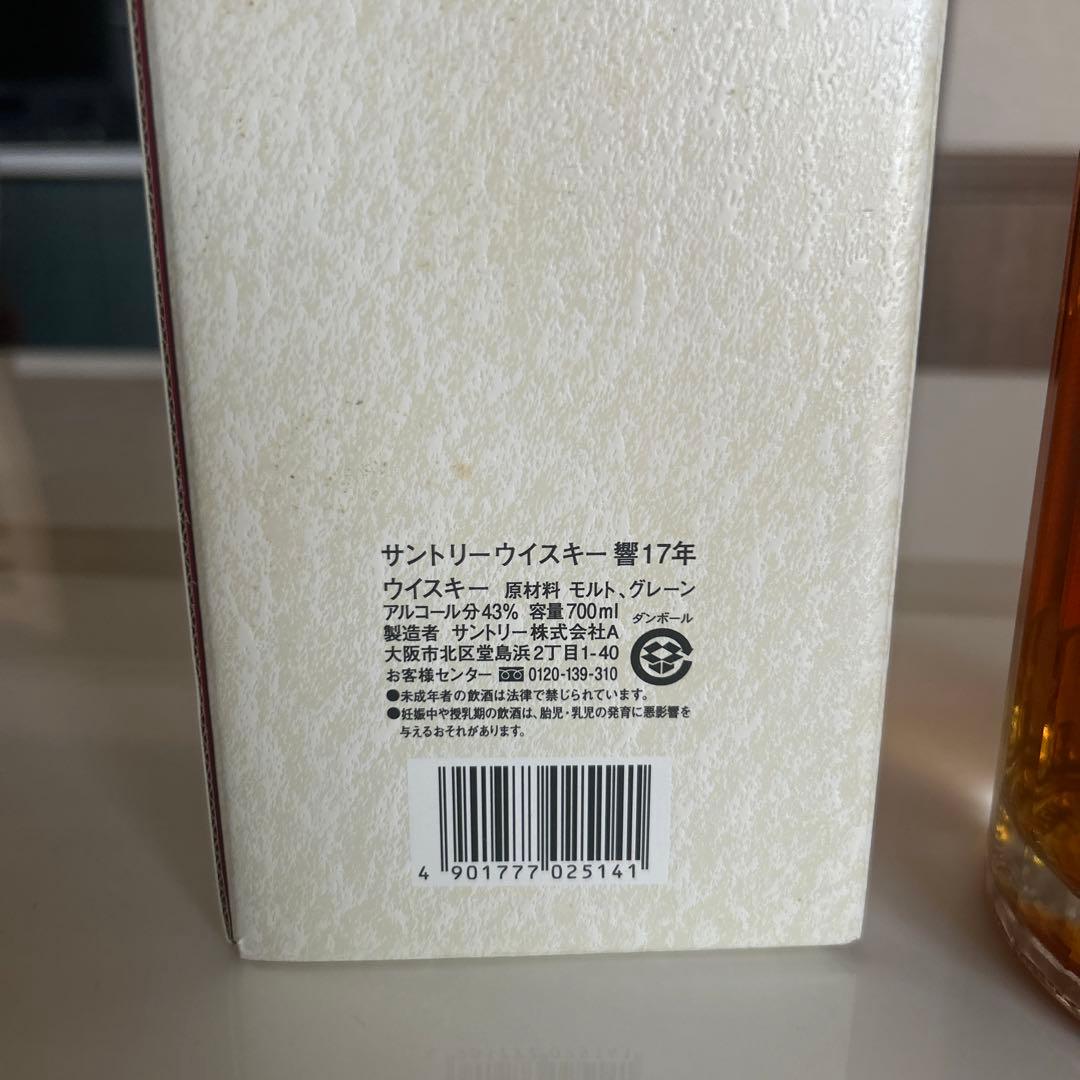 サントリーウイスキー 響17年
ウイスキー 原材料 モルト、グレーン
アルコール分43% 容量700ml
ダンボール
製造者 サントリー株式会社A
大阪市北区堂島浜2丁目1-40
お客様センター 0120-139-310
●未成年者の飲酒は法律で禁じられています。
●妊娠中や授乳期の飲酒は、胎児・乳児の発育に悪影響を
与えるおそれがあります。
4 901777 025141